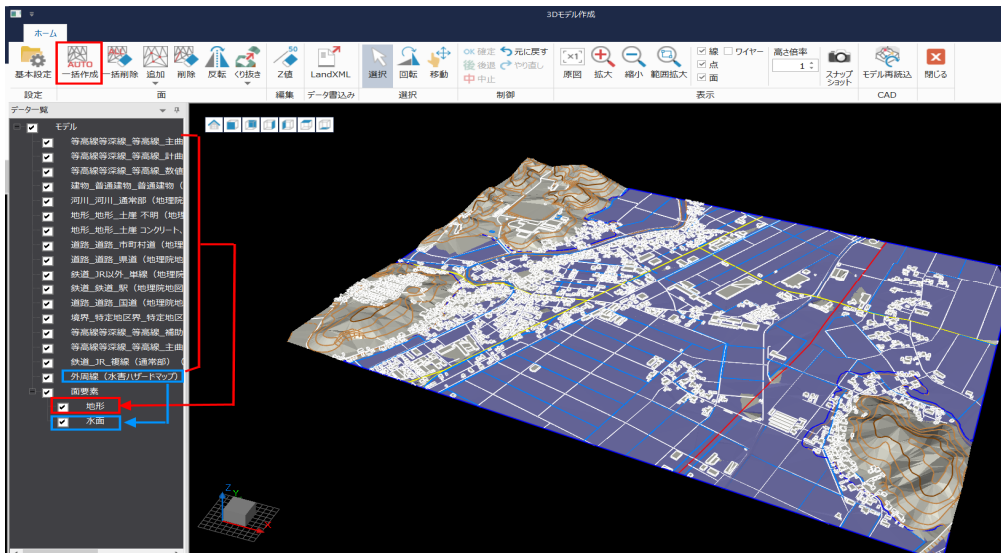 3Dモデル作成
ホーム
基本設定
AUTO
一括作成
一括削除
追加
削除
反転
くり抜き
50
Z値
LandXML
選択
回転
移動
OK 確定 元に戻す
後 後退 やり直し
中 中止
×1
原図
拡大
縮小
範囲拡大
線 ワイヤー
点
面
高さ倍率
1
スナップ
ショット
モデル再読込
閉じる
設定
面
編集
データ書込み
選択
制御
表示
CAD
データ一覧
モデル
等高線等深線_等高線_主曲
等高線等深線_等高線_計曲
等高線等深線_等高線_数値
建物_普通建物_普通建物（
河川_河川_通常部（地理院
地形_地形_土崖 不明（地理
地形_地形_土崖 コンクリート、
道路_道路_市町村道（地理
道路_道路_県道（地理院地
鉄道_JR以外_単線（地理院
鉄道_鉄道_駅（地理院地図
道路_道路_国道（地理院地
境界_特定地区界_特定地区
等高線等深線_等高線_補助
等高線等深線_等高線_主曲
鉄道_JR_複線（通常部）（
外周線（水害ハザードマップ）
面要素
地形
水面
Z
Y
X